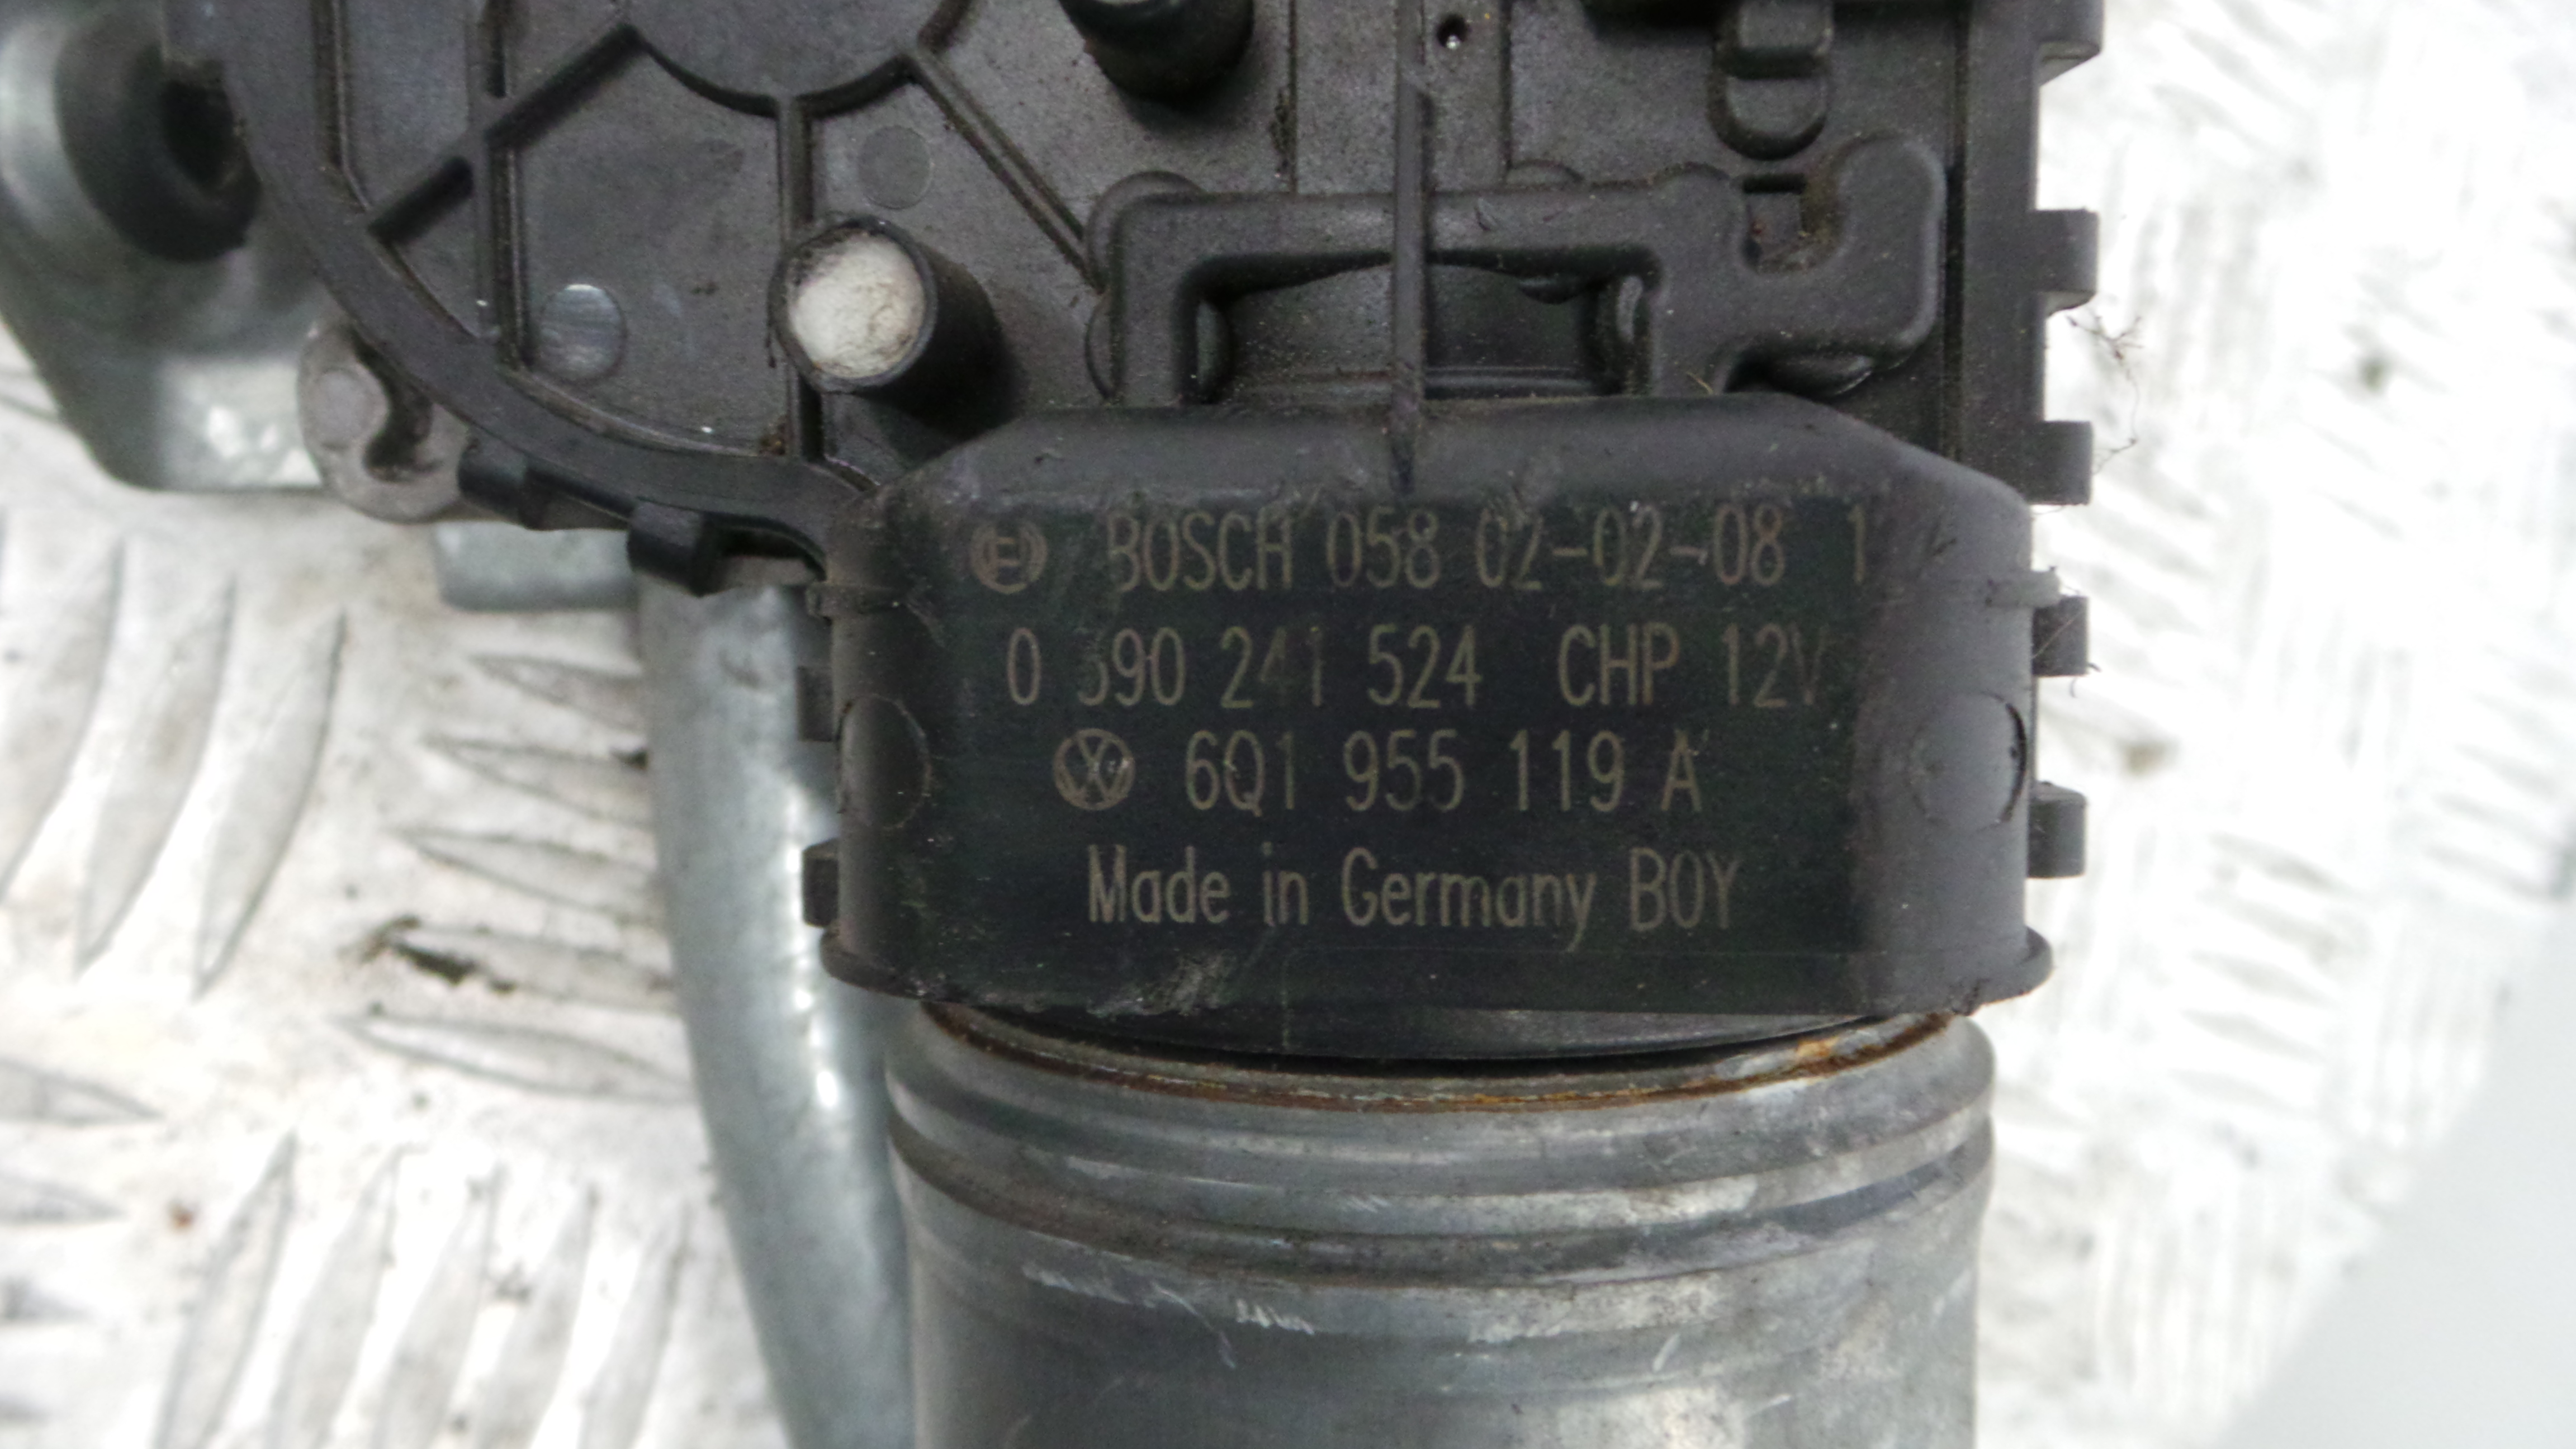 BOSCH 058 02-02-08 1
0 390 241 524 CHP 12V
VW 6Q1 955 119 A
Made in Germany BOY